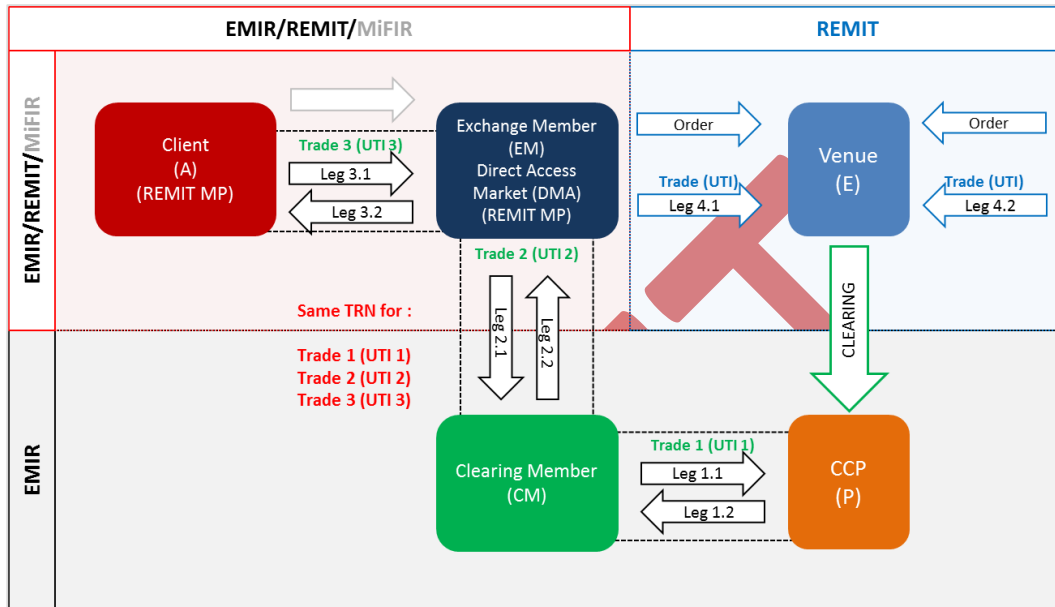 EMIR/REMIT/MiFIR
REMIT
EMIR/REMIT/MiFIR
Client
(A)
(REMIT MP)
Trade 3 (UTI 3)
Leg 3.1
Leg 3.2
Exchange Member
(EM)
Direct Access
Market (DMA)
(REMIT MP)
Order
Trade (UTI)
Leg 4.1
Venue
(E)
Order
Trade (UTI)
Leg 4.2
Trade 2 (UTI 2)
Leg 2.1
Leg 2.2
CLEARING
Same TRN for :
Trade 1 (UTI 1)
Trade 2 (UTI 2)
Trade 3 (UTI 3)
EMIR
Clearing Member
(CM)
Trade 1 (UTI 1)
Leg 1.1
Leg 1.2
CCP
(P)